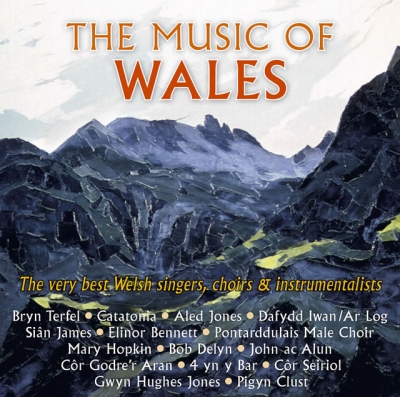 THE MUSIC OF
WALES
The very best Welsh singers, choirs & instrumentalists
Bryn Terfel • Catatonia • Aled Jones • Dafydd Iwan/Ar Log
Siân James • Elinor Bennett • Pontarddulais Male Choir
Mary Hopkin • Bob Delyn • John ac Alun
Côr Godre'r Aran • 4 yn y Bar • Côr Seiriol
Gwyn Hughes Jones • Pigyn Clust